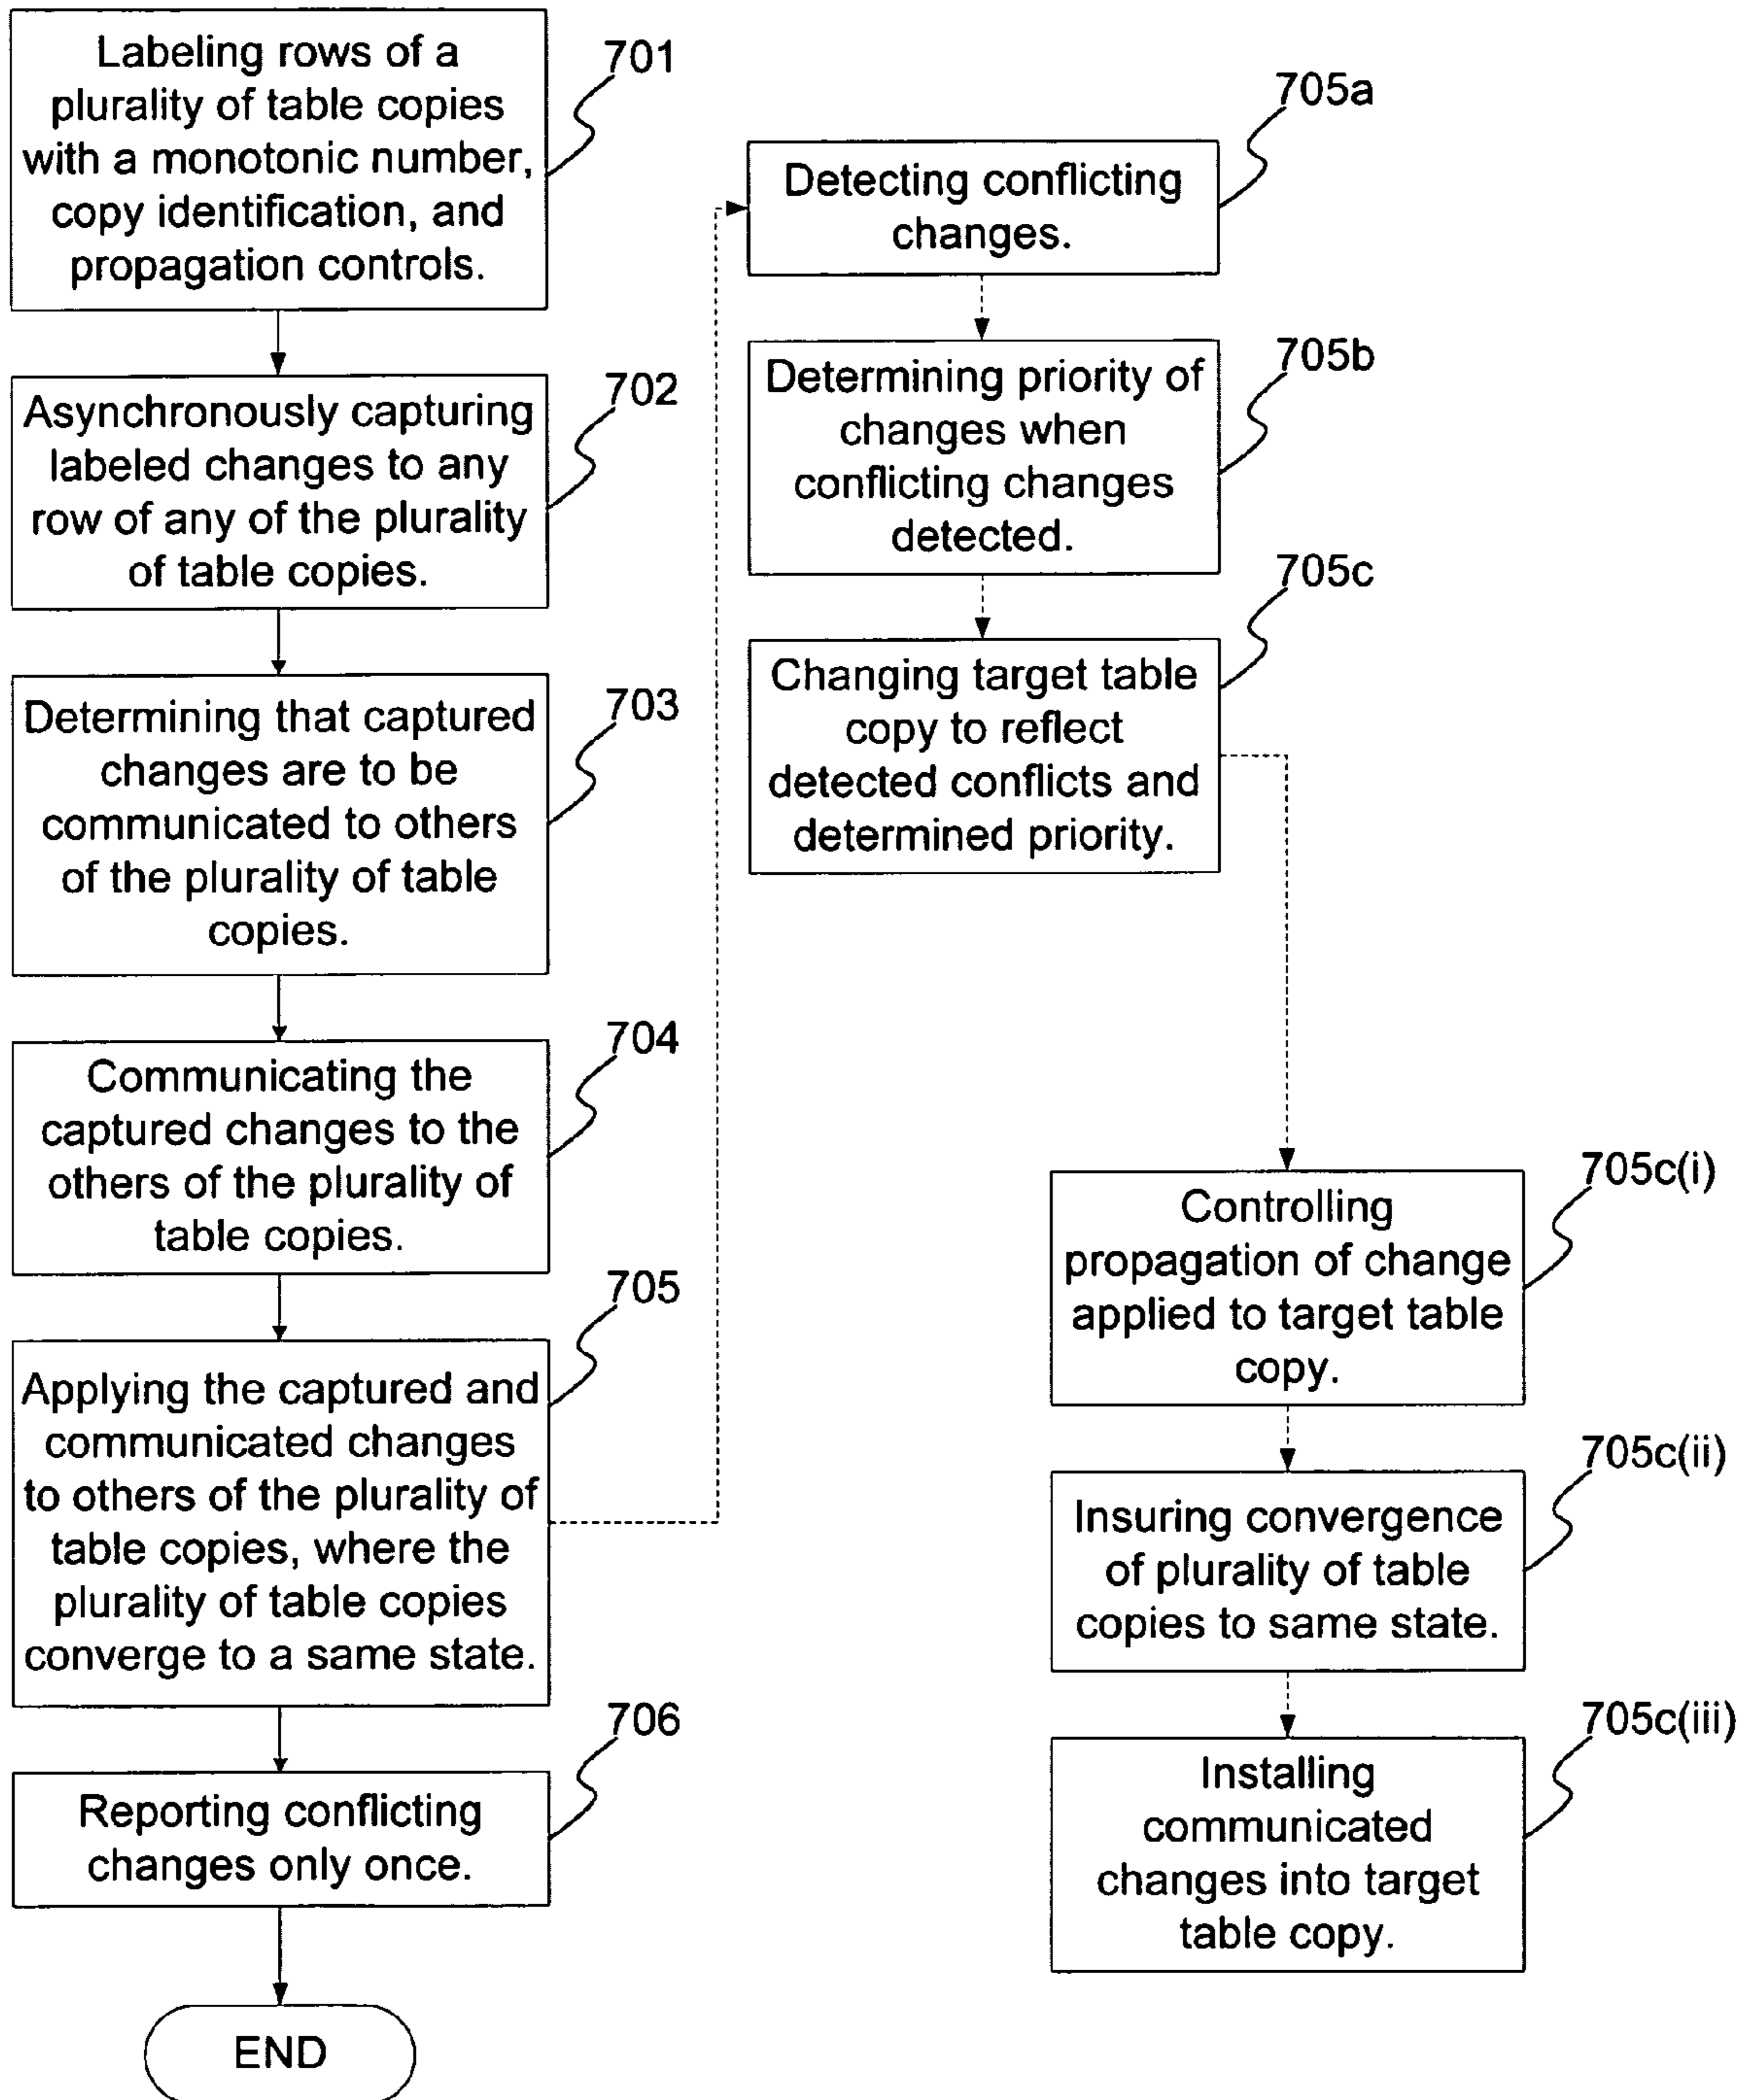 Labeling rows of a
plurality of table copies
with a monotonic number,
copy identification, and
propagation controls.
701
Asynchronously capturing
labeled changes to any
row of any of the plurality
of table copies.
702
Determining that captured
changes are to be
communicated to others
of the plurality of table
copies.
703
Communicating the
captured changes to the
others of the plurality of
table copies.
704
Applying the captured and
communicated changes
to others of the plurality of
table copies, where the
plurality of table copies
converge to a same state.
705
Reporting conflicting
changes only once.
706
END
Detecting conflicting
changes.
705a
Determining priority of
changes when
conflicting changes
detected.
705b
Changing target table
copy to reflect
detected conflicts and
determined priority.
705c
Controlling
propagation of change
applied to target table
copy.
705c(i)
Insuring convergence
of plurality of table
copies to same state.
705c(ii)
Installing
communicated
changes into target
table copy.
705c(iii)